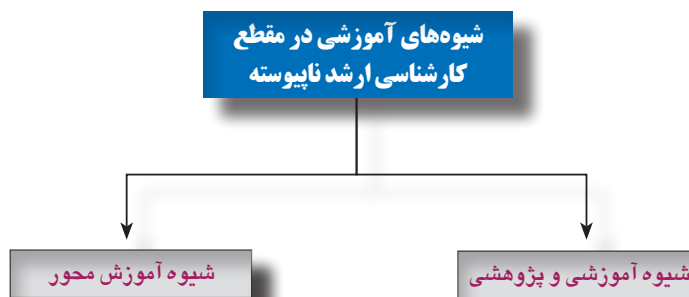 شیوه‌های آموزشی در مقطع
کارشناسی ارشد ناپیوسته
شیوه آموزشی و پژوهشی
شیوه آموزش محور